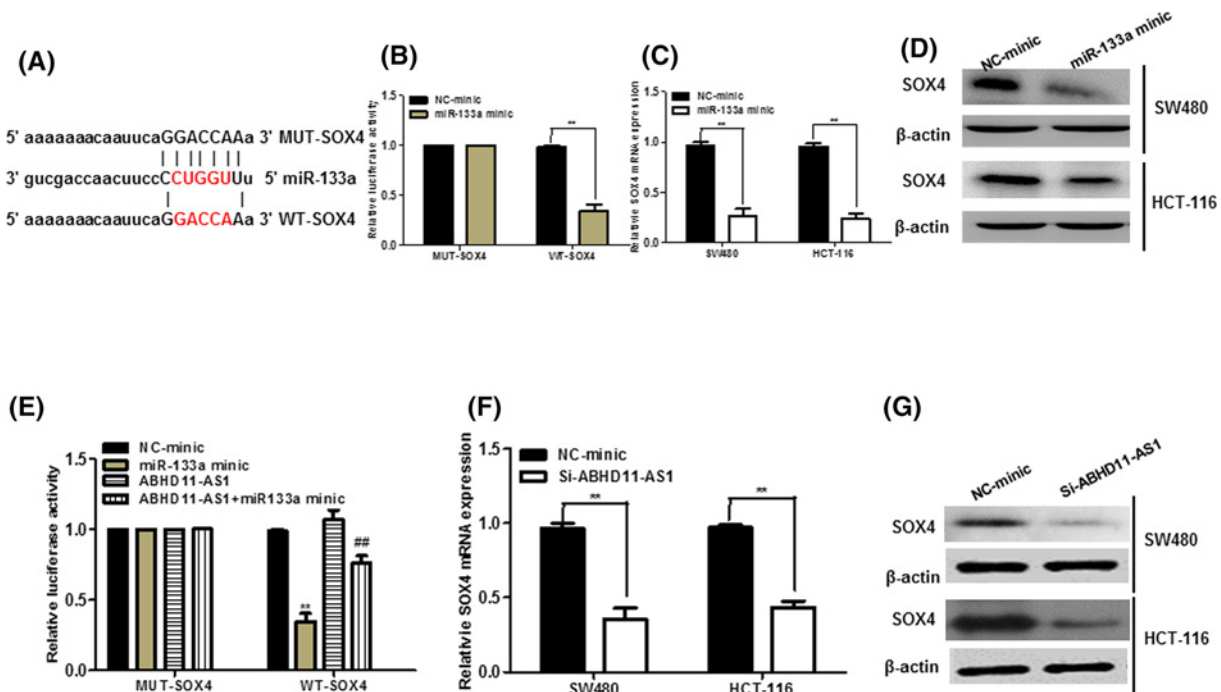 (A)
5' aaaaaaacaauucaGGACCAAa 3' MUT-SOX4
3' gucgaccaacuucccCCUGGUUu 5' miR-133a
5' aaaaaaacaauucaGGACCAAa 3' WT-SOX4
(B)
NC-minic
miR-133a minic
Relative luciferase activity
1.5
1.0
0.5
0.0
**
MUT-SOX4
WT-SOX4
(C)
NC-minic
miR-133a minic
Relativle SOX4 mRNA expression
1.5
1.0
0.5
0.0
**
**
SW480
HCT-116
(D)
NC-minic
miR-133a minic
SOX4
β-actin
SW480
SOX4
β-actin
HCT-116
(E)
NC-minic
miR-133a minic
ABHD11-AS1
ABHD11-AS1+miR133a minic
Relative luciferase activity
1.5
1.0
0.5
0.0
**
##
MUT-SOX4
WT-SOX4
(F)
NC-minic
Si-ABHD11-AS1
Relativle SOX4 mRNA expression
1.5
1.0
0.5
0.0
**
**
SW480
HCT-116
(G)
NC-minic
Si-ABHD11-AS1
SOX4
β-actin
SW480
SOX4
β-actin
HCT-116